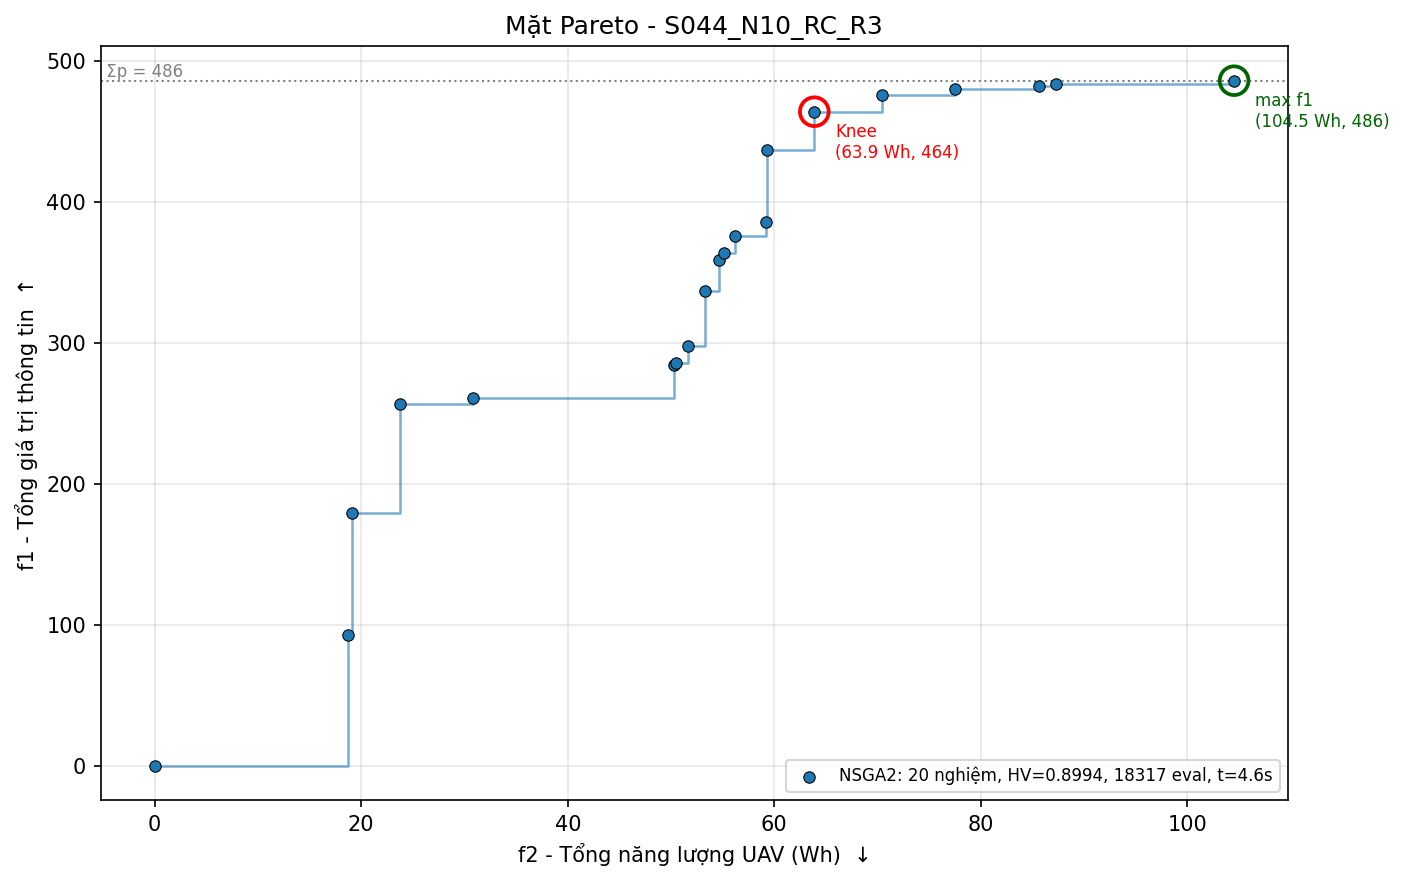 Mặt Pareto - S044_N10_RC_R3
f1 - Tổng giá trị thông tin ↑
500
400
300
200
100
0
Σp = 486
Knee
(63.9 Wh, 464)
max f1
(104.5 Wh, 486)
NSGA2: 20 nghiệm, HV=0.8994, 18317 eval, t=4.6s
0
20
40
60
80
100
f2 - Tổng năng lượng UAV (Wh) ↓